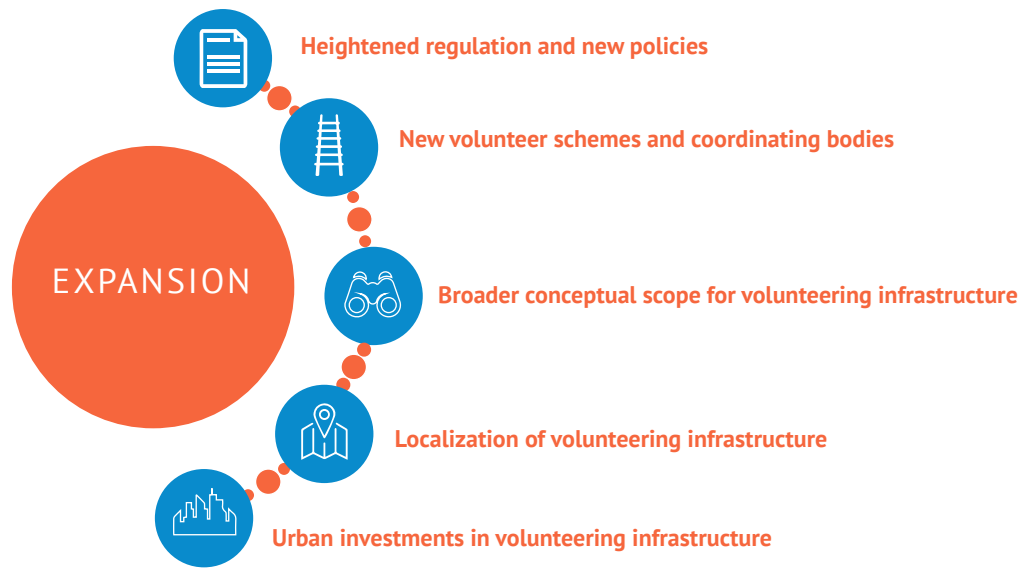 Heightened regulation and new policies
New volunteer schemes and coordinating bodies
EXPANSION
Broader conceptual scope for volunteering infrastructure
Localization of volunteering infrastructure
Urban investments in volunteering infrastructure